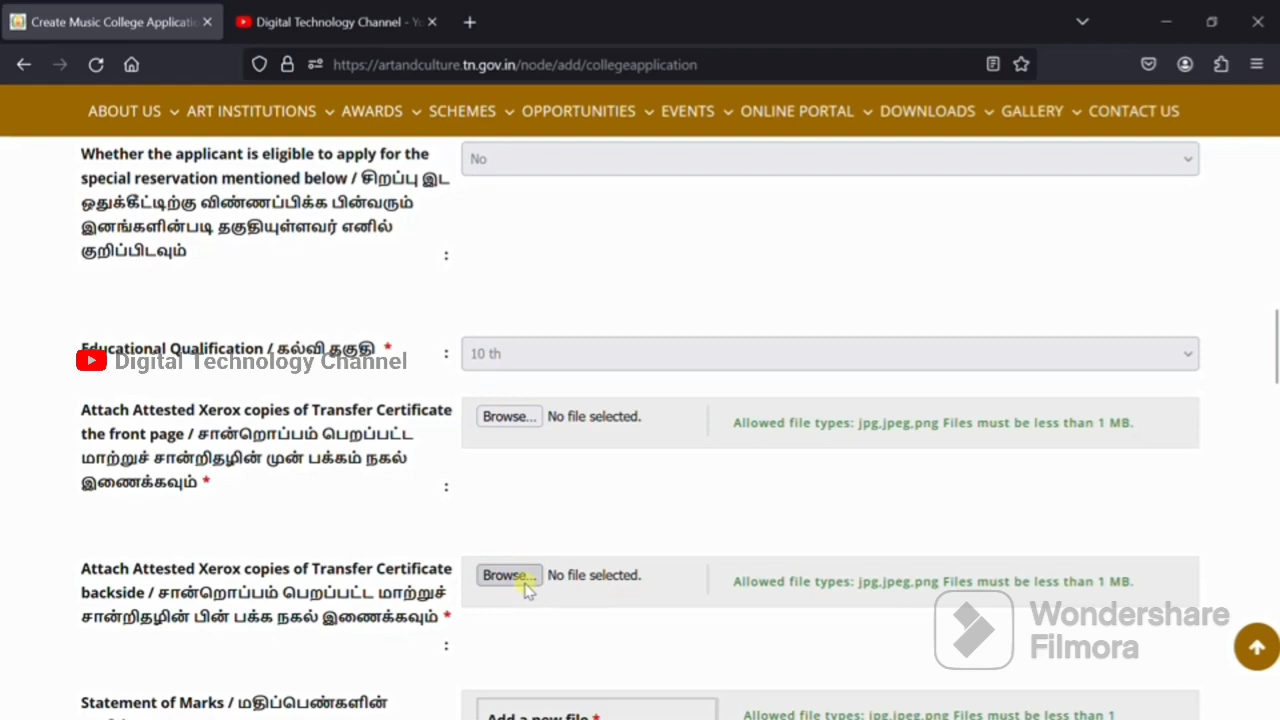 Create Music College Applicatio
Digital Technology Channel - Yo
https://artandculture.tn.gov.in/node/add/collegeapplication
ABOUT US ART INSTITUTIONS AWARDS SCHEMES OPPORTUNITIES EVENTS ONLINE PORTAL DOWNLOADS GALLERY CONTACT US
Whether the applicant is eligible to apply for the
special reservation mentioned below / சிறப்பு இட
ஒதுக்கீட்டிற்கு விண்ணப்பிக்க பின்வரும்
இனங்களின்படி தகுதியுள்ளவர் எனில்
குறிப்பிடவும் :
No
Educational Qualification / கல்வி தகுதி * :
10 th
Digital Technology Channel
Attach Attested Xerox copies of Transfer Certificate
the front page / சான்றொப்பம் பெறப்பட்ட
மாற்றுச் சான்றிதழின் முன் பக்கம் நகல்
இணைக்கவும் * :
Browse... No file selected. Allowed file types: jpg,jpeg,png Files must be less than 1 MB.
Attach Attested Xerox copies of Transfer Certificate
backside / சான்றொப்பம் பெறப்பட்ட மாற்றுச்
சான்றிதழின் பின் பக்க நகல் இணைக்கவும் *
:
Browse... No file selected. Allowed file types: jpg,jpeg,png Files must be less than 1 MB.
Wondershare
Filmora
Statement of Marks / மதிப்பெண்களின்
Add a new file * Allowed file types: jpg,jpeg,png Files must be less than 1